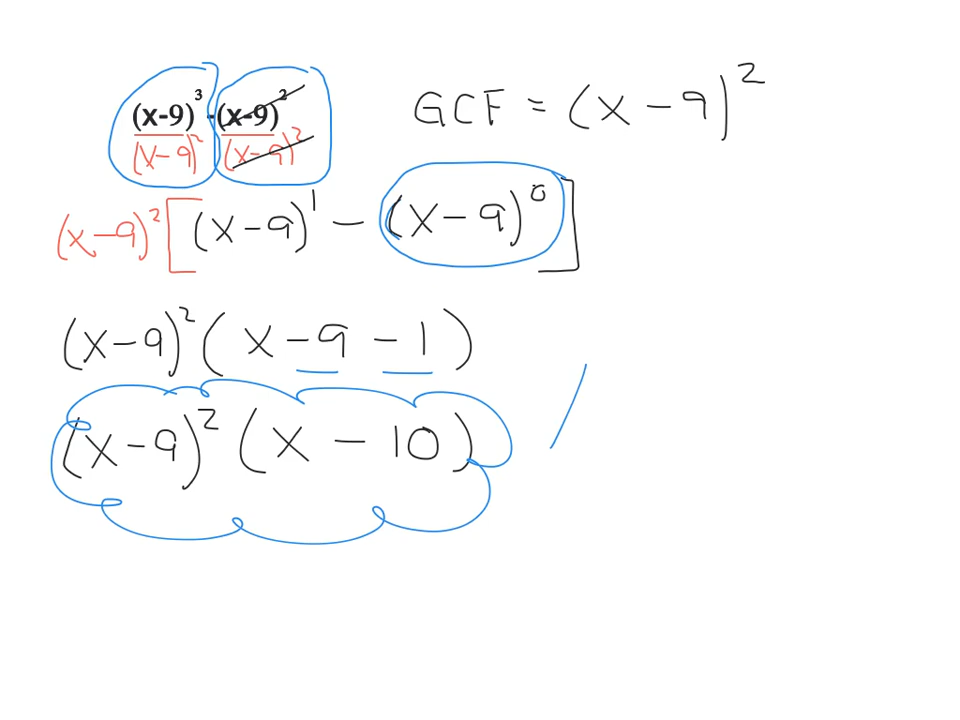 (x-9)³ - (x-9)² GCF = (x-9)²
(x-9)² (x-9)²
(x-9)² [(x-9)¹ - (x-9)⁰]
(x-9)² (x-9-1)
(x-9)² (x-10)